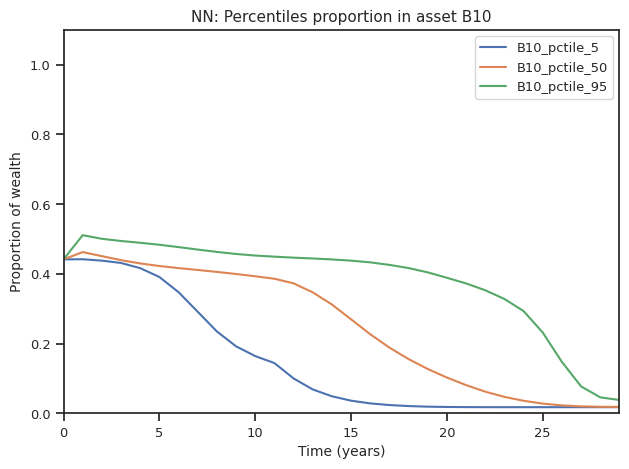 NN: Percentiles proportion in asset B10
B10_pctile_5
B10_pctile_50
B10_pctile_95
Proportion of wealth
1.0
0.8
0.6
0.4
0.2
0.0
0 5 10 15 20 25
Time (years)